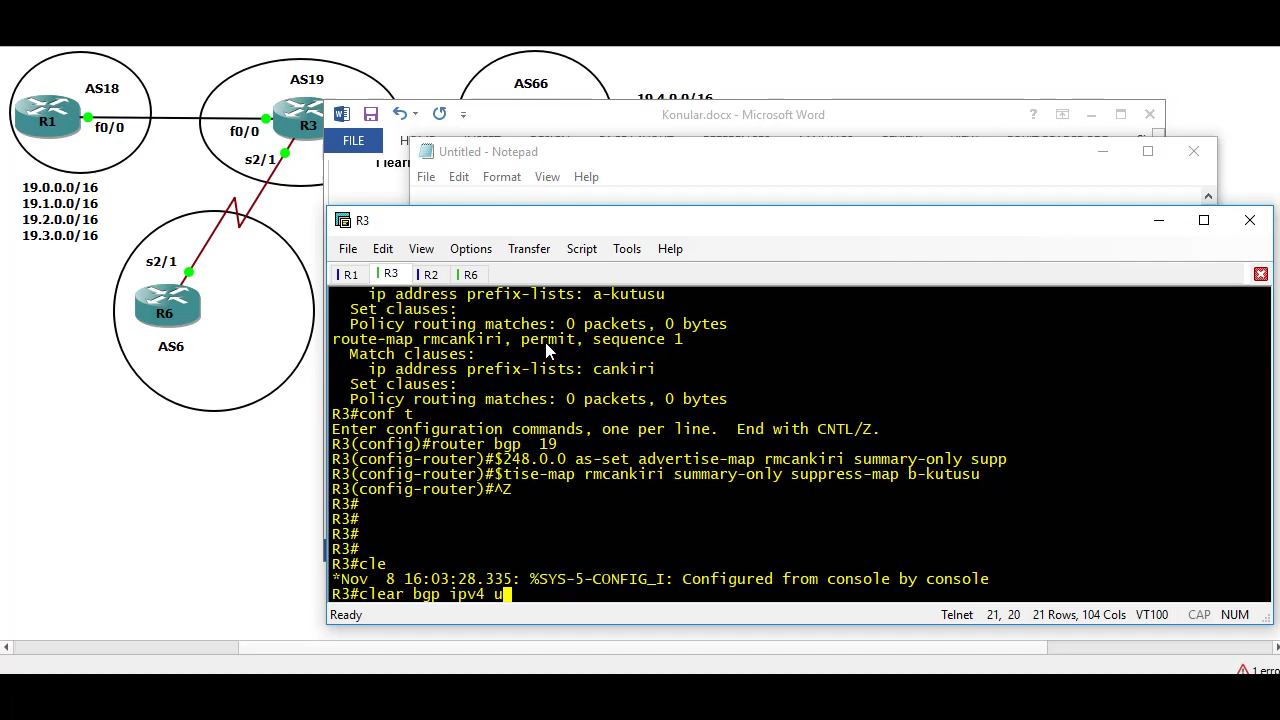 AS18
R1
f0/0
19.0.0.0/16
19.1.0.0/16
19.2.0.0/16
19.3.0.0/16
AS19
f0/0
R3
s2/1
AS66
s2/1
R6
AS6
Konular.docx - Microsoft Word
FILE
Untitled - Notepad
File Edit Format View Help
R3
File Edit View Options Transfer Script Tools Help
R1 R3 R2 R6
ip address prefix-lists: a-kutusu
Set clauses:
Policy routing matches: 0 packets, 0 bytes
route-map rmcankiri, permit, sequence 1
Match clauses:
ip address prefix-lists: cankiri
Set clauses:
Policy routing matches: 0 packets, 0 bytes
R3#conf t
Enter configuration commands, one per line.  End with CNTL/Z.
R3(config)#router bgp  19
R3(config-router)#$248.0.0 as-set advertise-map rmcankiri summary-only supp
R3(config-router)#$tise-map rmcankiri summary-only suppress-map b-kutusu
R3(config-router)#^Z
R3#
R3#
R3#
R3#
R3#cle
*Nov  8 16:03:28.335: %SYS-5-CONFIG_I: Configured from console by console
R3#clear bgp ipv4 u
Ready Telnet 21, 20 21 Rows, 104 Cols VT100 CAP NUM
1 erro